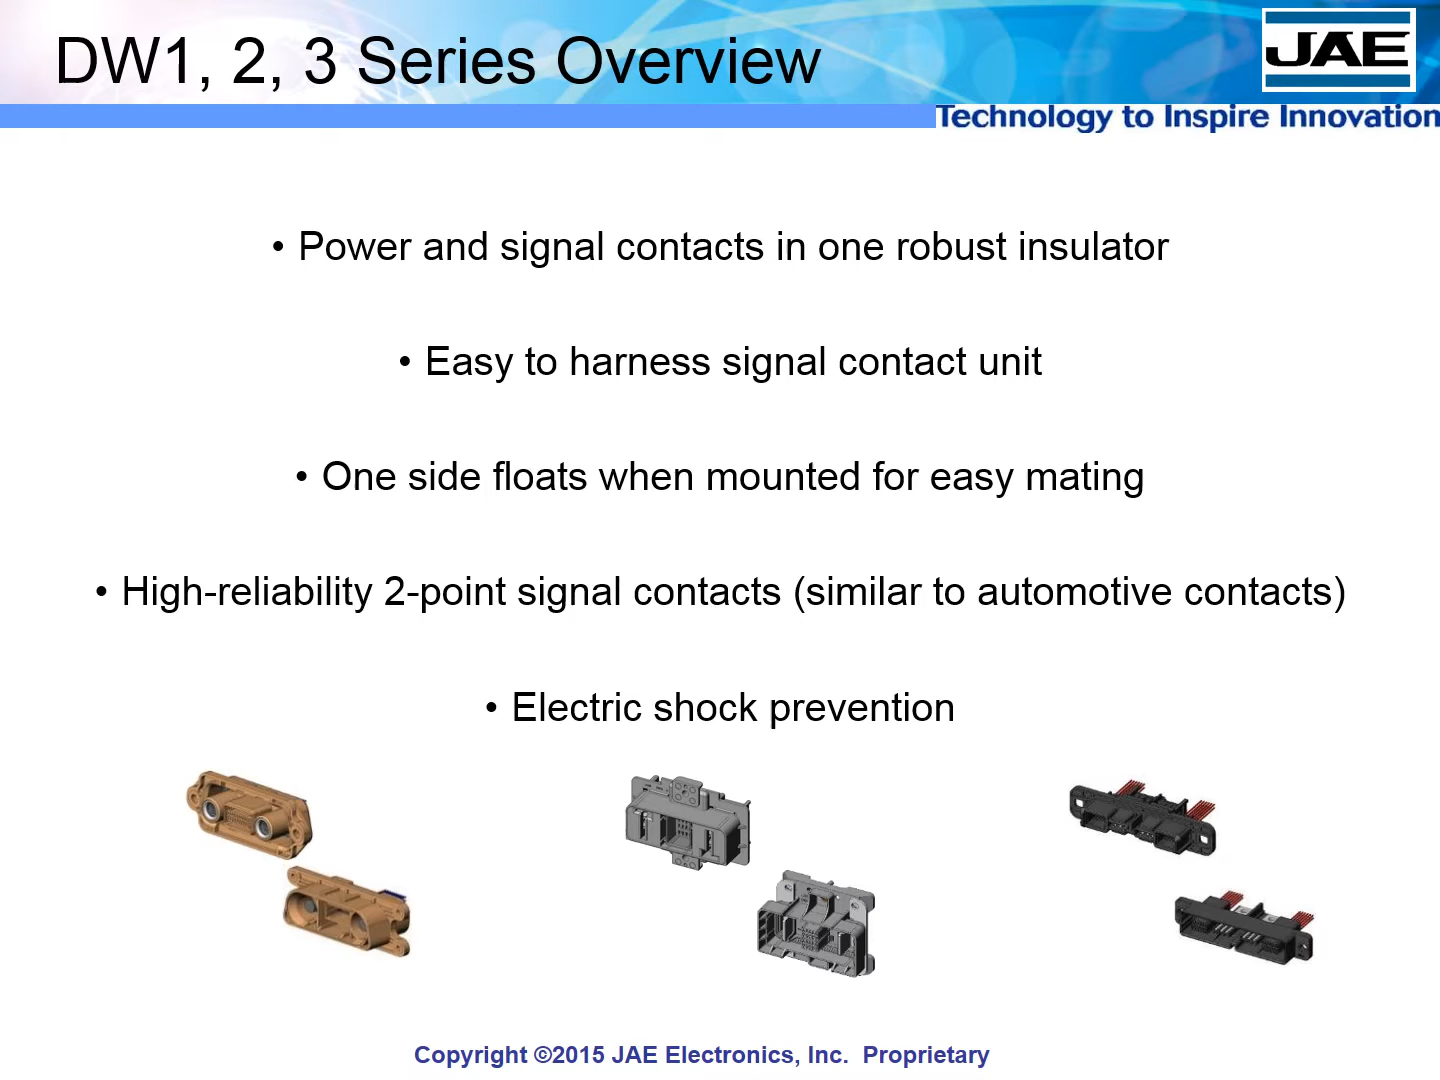 DW1, 2, 3 Series Overview
JAE
Technology to Inspire Innovation
• Power and signal contacts in one robust insulator
• Easy to harness signal contact unit
• One side floats when mounted for easy mating
• High-reliability 2-point signal contacts (similar to automotive contacts)
• Electric shock prevention
Copyright ©2015 JAE Electronics, Inc.  Proprietary